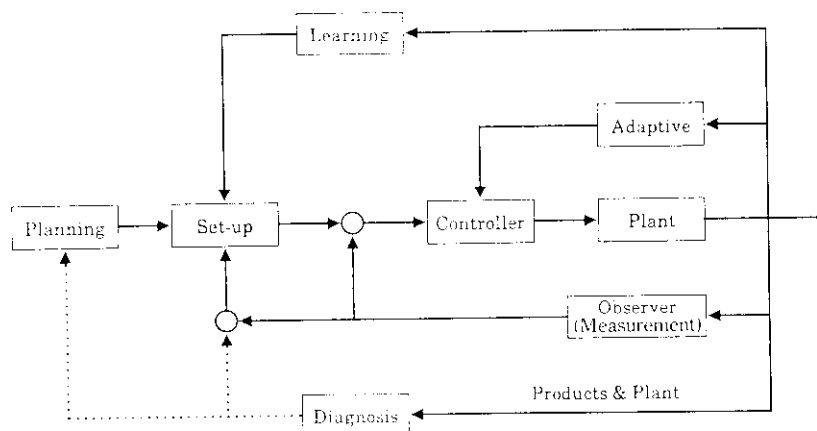 Learning
Adaptive
Planning
Set-up
Controller
Plant
Observer
(Measurement)
Products & Plant
Diagnosis